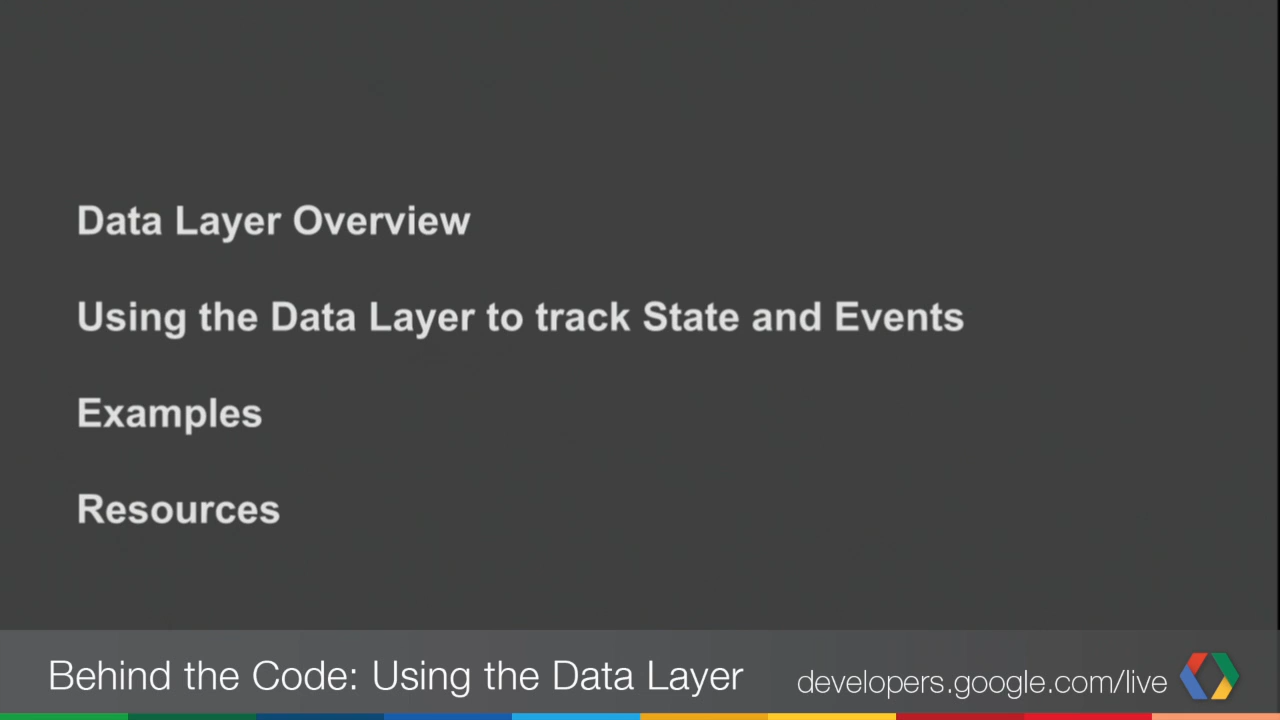 Data Layer Overview
Using the Data Layer to track State and Events
Examples
Resources
Behind the Code: Using the Data Layer
developers.google.com/live